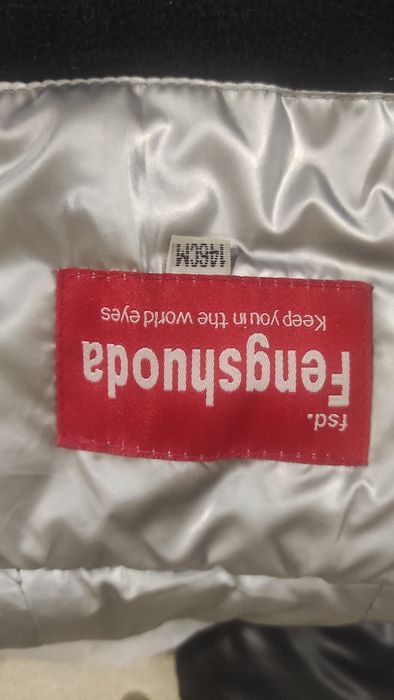 fsd.
Fengshuoda
Keep you in the world eyes
146CM